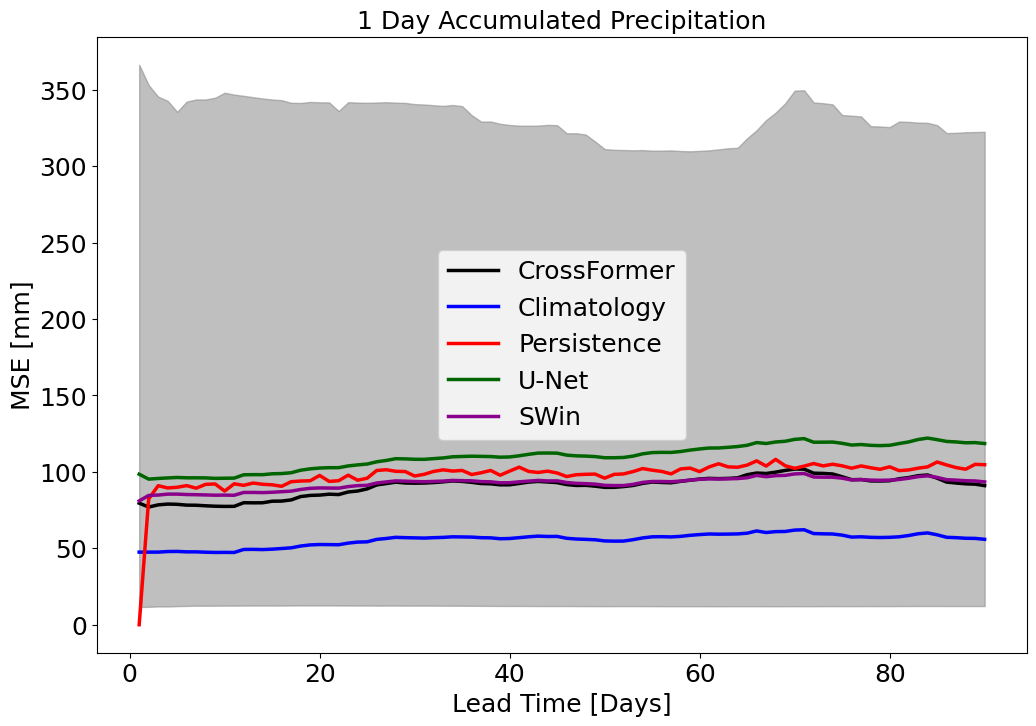 1 Day Accumulated Precipitation
MSE [mm]
350
300
250
200
150
100
50
0
CrossFormer
Climatology
Persistence
U-Net
SWin
0 20 40 60 80
Lead Time [Days]